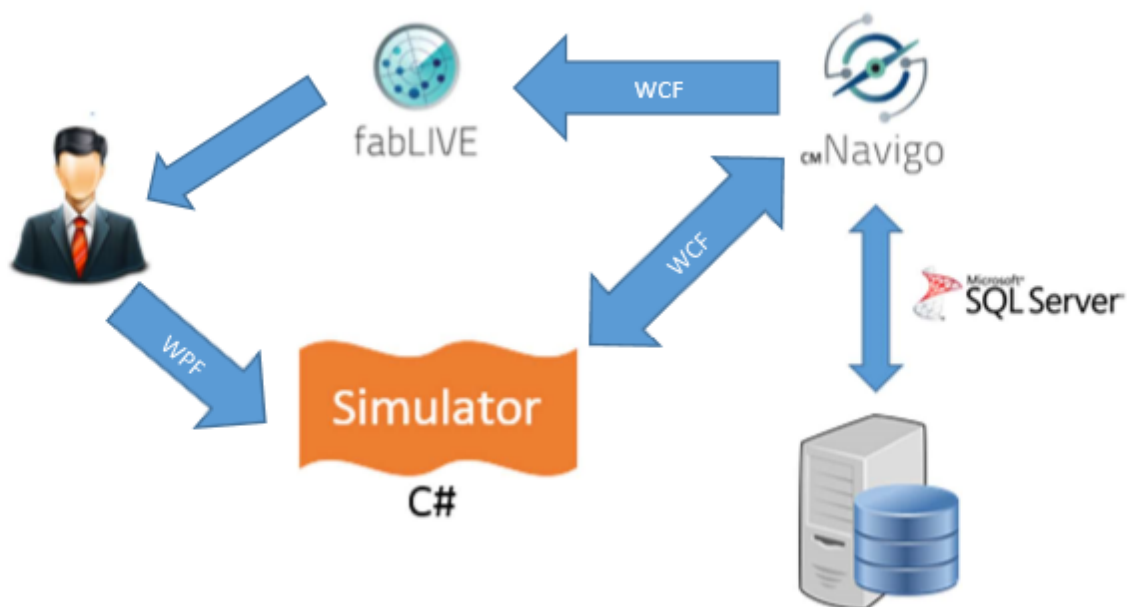 WCF
fabLIVE
CMNavigo
WCF
Microsoft®
SQL Server®
WPF
Simulator
C#